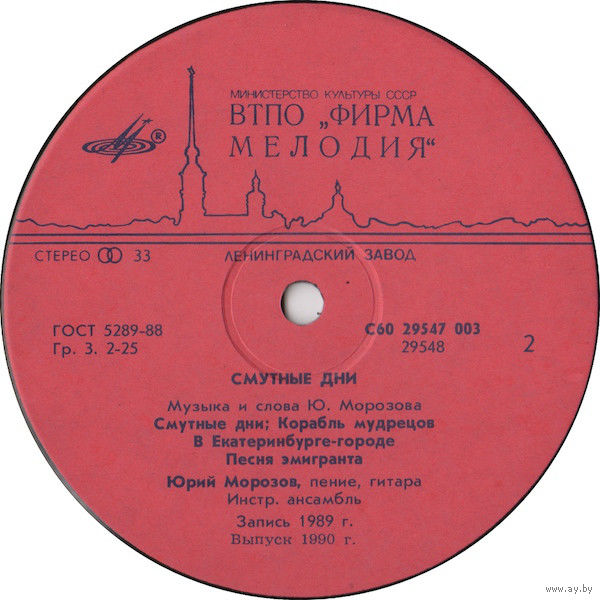 МИНИСТЕРСТВО КУЛЬТУРЫ СССР
ВТПО „ФИРМА
МЕЛОДИЯ“
®
СТЕРЕО 33
ЛЕНИНГРАДСКИЙ ЗАВОД
ГОСТ 5289-88
Гр. 3. 2-25
С60 29547 003
29548
2
СМУТНЫЕ ДНИ
Музыка и слова Ю. Морозова
Смутные дни; Корабль мудрецов
В Екатеринбурге-городе
Песня эмигранта
Юрий Морозов, пение, гитара
Инстр. ансамбль
Запись 1989 г.
Выпуск 1990 г.
www.ay.by